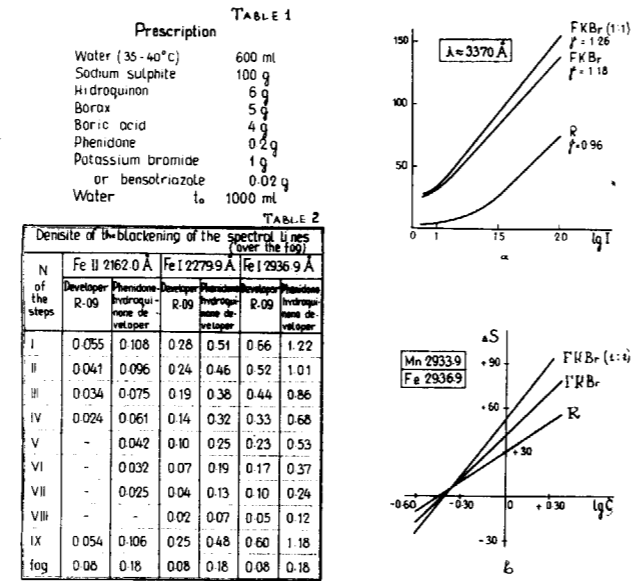 TABLE 1
Prescription
Water (35-40°C) 600 ml
Sodium sulphite 100 g
Hidroquinon 6 g
Borax 5 g
Boric acid 4 g
Phenidone 0.2 g
Potassium bromide 1 g
or bensotriazole 0.02 g
Water to 1000 ml
TABLE 2
Denisite of the blackening of the spectral lines
(over the fog)
N of the steps
Fe II 2162.0 Å Fe I 2279.9 Å Fe I 2936.9 Å
Developer R-09 Phenidone-hydroquinone developer Developer R-09 Phenidone hydroquinone developer Developer R-09 Phenidone hydroquinone developer
I 0.055 0.108 0.28 0.51 0.66 1.22
II 0.041 0.096 0.24 0.46 0.52 1.01
III 0.034 0.075 0.19 0.38 0.44 0.86
IV 0.024 0.061 0.14 0.32 0.33 0.68
V - 0.042 0.10 0.25 0.23 0.53
VI - 0.032 0.07 0.19 0.17 0.37
VII - 0.025 0.04 0.13 0.10 0.24
VIII - - 0.02 0.07 0.05 0.12
IX 0.054 0.106 0.25 0.48 0.60 1.18
fog 0.08 0.18 0.08 0.18 0.08 0.18
λ≈3370 Å
FKBr (1:1)
γ=1.26
FKBr
γ=1.18
R
γ=0.96
150
100
50
0 1 15 20 lg I
a
ΔS
Mn 2933.9
Fe 2936.9
FKBr (1:1)
FKBr
R
+90
+60
+30
-0.60 -0.30 0 +0.30 lg C
-30
b